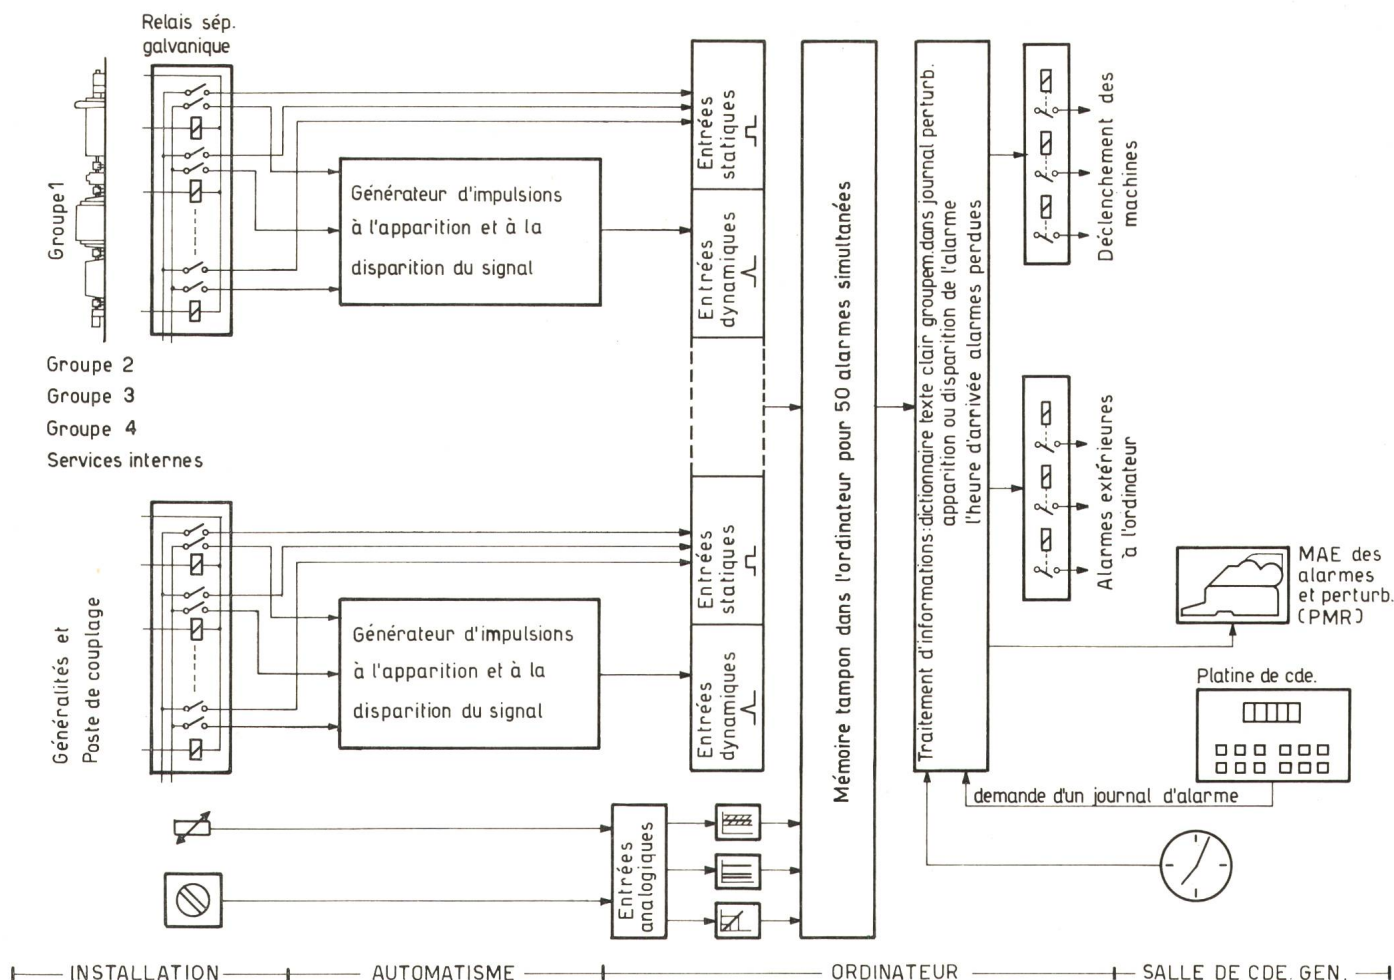 Relais sép.
galvanique
Groupe 1
Générateur d'impulsions
à l'apparition et à la
disparition du signal
Entrées
statiques
Entrées
dynamiques
Groupe 2
Groupe 3
Groupe 4
Services internes
Généralités et
Poste de couplage
Générateur d'impulsions
à l'apparition et à la
disparition du signal
Entrées
statiques
Entrées
dynamiques
Entrées
analogiques
Mémoire tampon dans l'ordinateur pour 50 alarmes simultanées
Traitement d'informations:dictionnaire texte clair groupem.dans journal perturb.
apparition ou disparition de l'alarme
l'heure d'arrivée alarmes perdues
Déclenchement des
machines
Alarmes extérieures
à l'ordinateur
MAE des
alarmes
et perturb.
(PMR)
Platine de cde.
demande d'un journal d'alarme
INSTALLATION
AUTOMATISME
ORDINATEUR
SALLE DE CDE. GEN.